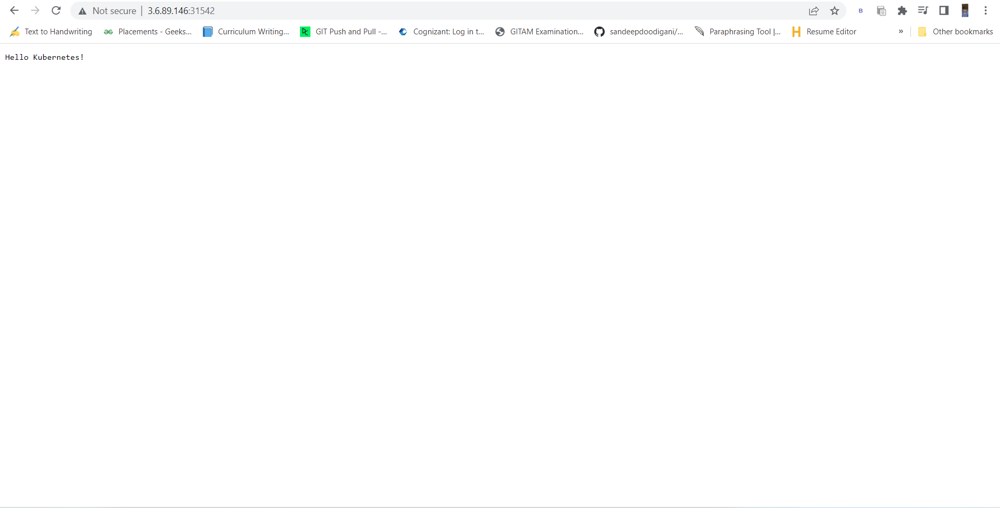 Not secure | 3.6.89.146:31542
B
Text to Handwriting Placements - Geeks... Curriculum Writing... GIT Push and Pull -... Cognizant: Log in t... GITAM Examination... sandeepdoodigani/... Paraphrasing Tool |... H Resume Editor » Other bookmarks
Hello Kubernetes!